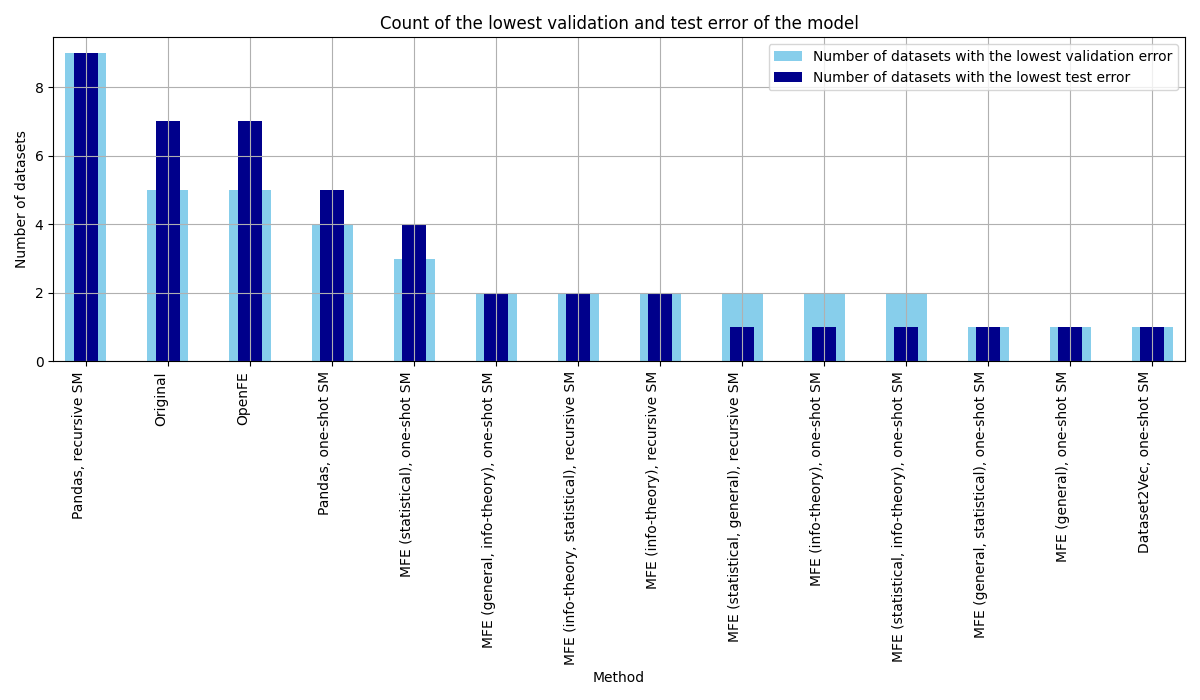 Count of the lowest validation and test error of the model
Number of datasets with the lowest validation error
Number of datasets with the lowest test error
Number of datasets
8
6
4
2
0
Pandas, recursive SM
Original
OpenFE
Pandas, one-shot SM
MFE (statistical), one-shot SM
MFE (general, info-theory), one-shot SM
MFE (info-theory, statistical), recursive SM
MFE (info-theory), recursive SM
MFE (statistical, general), recursive SM
MFE (info-theory), one-shot SM
MFE (statistical, info-theory), one-shot SM
MFE (general, statistical), one-shot SM
MFE (general), one-shot SM
Dataset2Vec, one-shot SM
Method